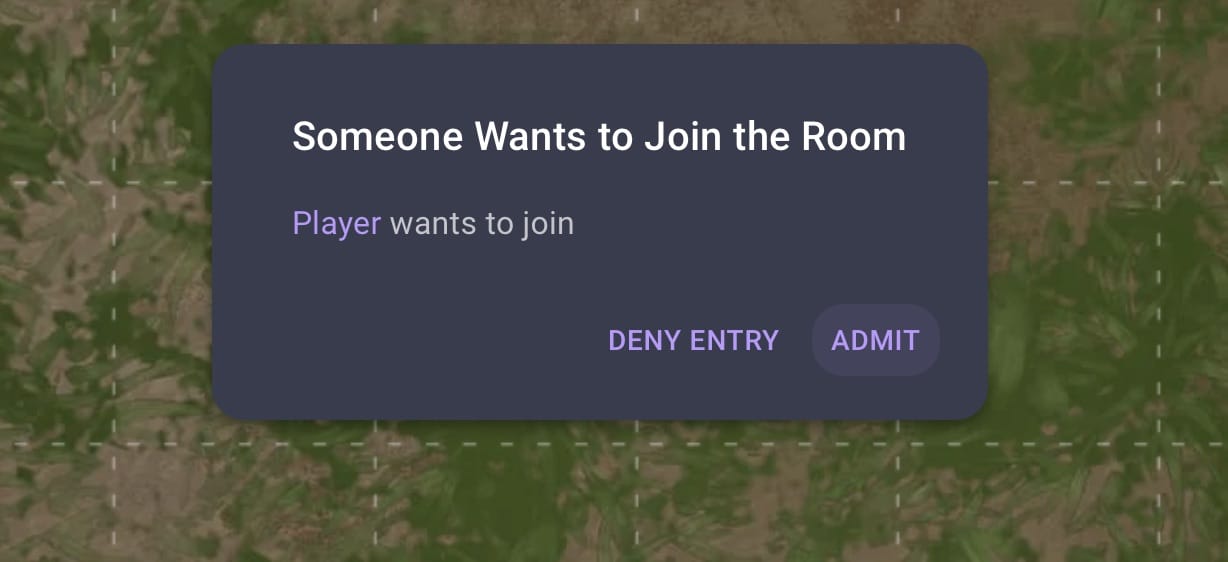 Someone Wants to Join the Room
Player wants to join
DENY ENTRY ADMIT